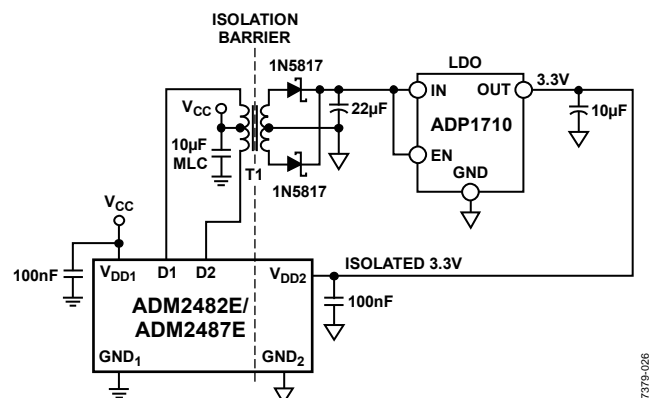 ISOLATION
BARRIER
1N5817
LDO
VCC
IN
OUT
3.3V
22µF
ADP1710
10µF
10µF
MLC
EN
T1
1N5817
GND
VCC
100nF
VDD1
D1
D2
VDD2
ISOLATED 3.3V
100nF
ADM2482E/
ADM2487E
GND1
GND2
7379-026